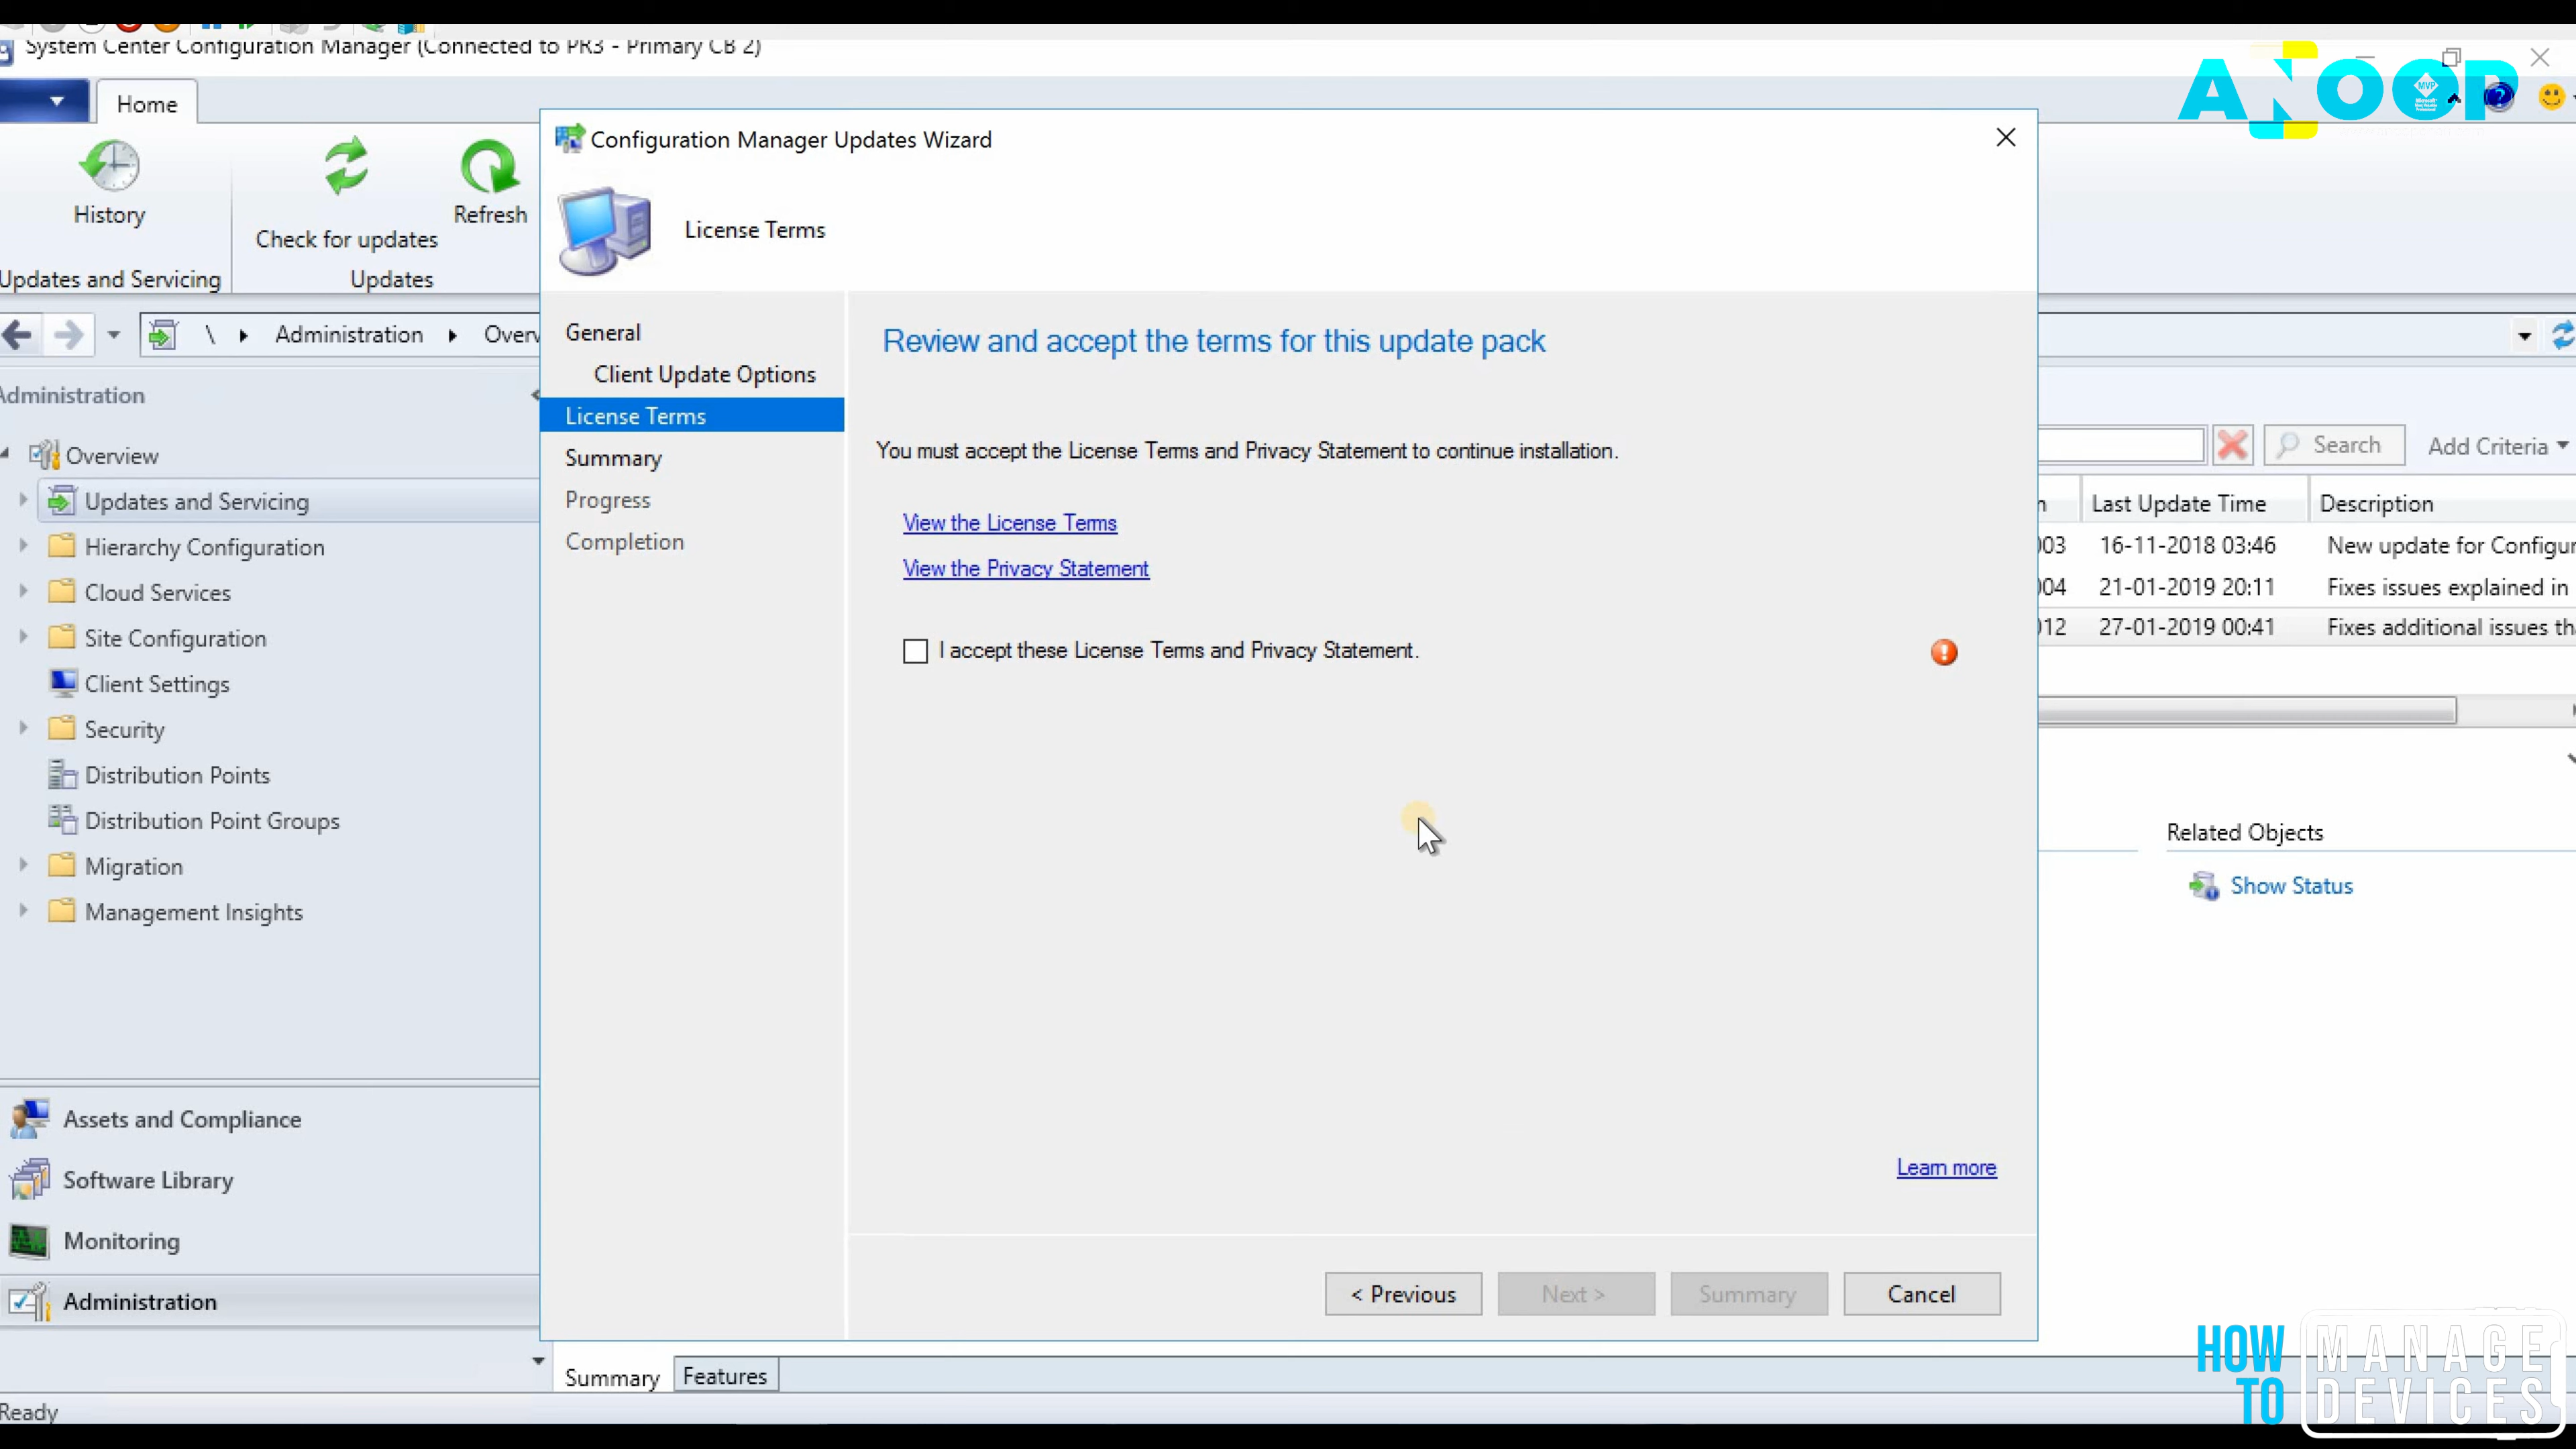 System Center Configuration Manager (Connected to PR3 - Primary CB 2)
ANOOP
MVP
Home
History
Check for updates
Refresh
Updates and Servicing
Updates
\ Administration Overv
Administration
Overview
Updates and Servicing
Hierarchy Configuration
Cloud Services
Site Configuration
Client Settings
Security
Distribution Points
Distribution Point Groups
Migration
Management Insights
Assets and Compliance
Software Library
Monitoring
Administration
Ready
Configuration Manager Updates Wizard
License Terms
General
Client Update Options
License Terms
Summary
Progress
Completion
Review and accept the terms for this update pack
You must accept the License Terms and Privacy Statement to continue installation.
View the License Terms
View the Privacy Statement
I accept these License Terms and Privacy Statement.
Learn more
< Previous Next > Summary Cancel
Summary Features
Search Add Criteria
n Last Update Time Description
003 16-11-2018 03:46 New update for Configur
004 21-01-2019 20:11 Fixes issues explained in
012 27-01-2019 00:41 Fixes additional issues th
Related Objects
Show Status
HOW TO
MANAGE
DEVICES